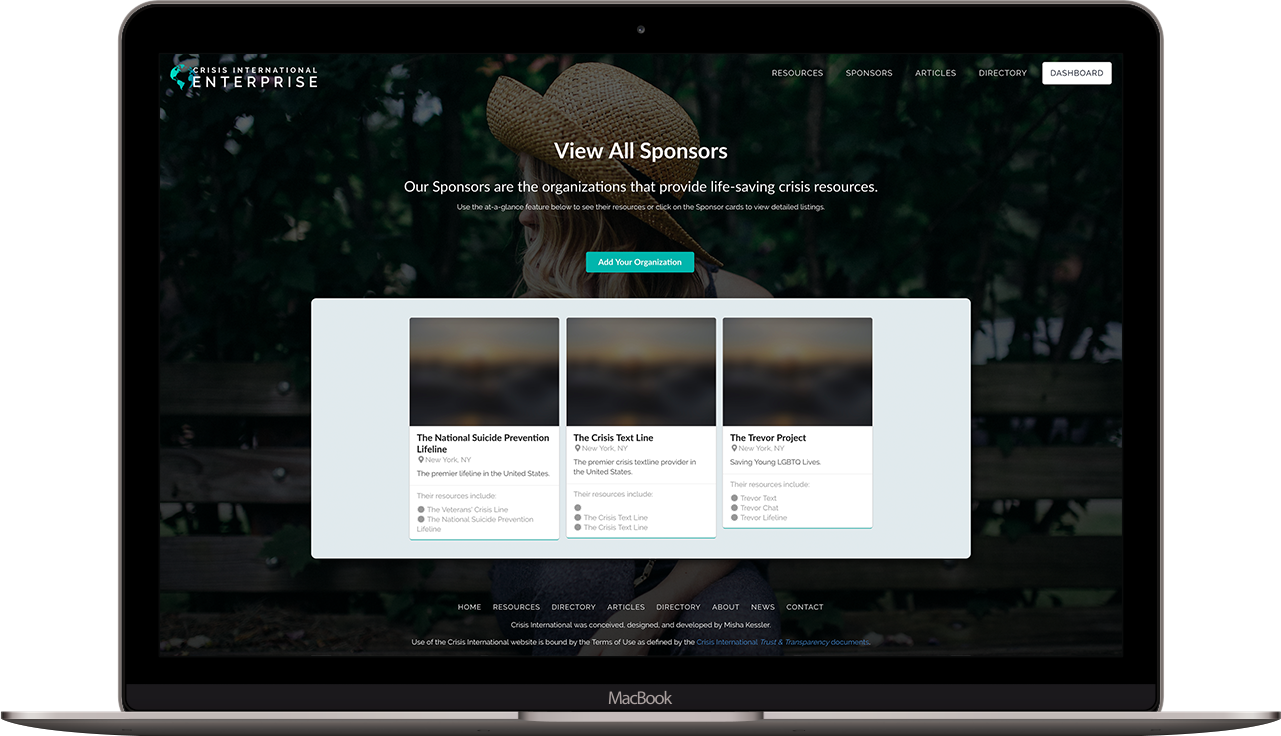 CRISIS INTERNATIONAL
ENTERPRISE
RESOURCES SPONSORS ARTICLES DIRECTORY DASHBOARD
View All Sponsors
Our Sponsors are the organizations that provide life-saving crisis resources.
Use the at-a-glance feature below to see their resources or click on the Sponsor cards to view detailed listings.
Add Your Organization
The National Suicide Prevention
Lifeline
New York, NY
The premier lifeline in the United States.
Their resources include:
The Veterans' Crisis Line
The National Suicide Prevention
Lifeline
The Crisis Text Line
New York, NY
The premier crisis textline provider in
the United States.
Their resources include:
The Crisis Text Line
The Crisis Text Line
The Trevor Project
New York, NY
Saving Young LGBTQ Lives.
Their resources include:
Trevor Text
Trevor Chat
Trevor Lifeline
HOME RESOURCES DIRECTORY ARTICLES DIRECTORY ABOUT NEWS CONTACT
Crisis International was conceived, designed, and developed by Misha Kessler.
Use of the Crisis International website is bound by the Terms of Use as defined by the Crisis International Trust & Transparency documents.
MacBook